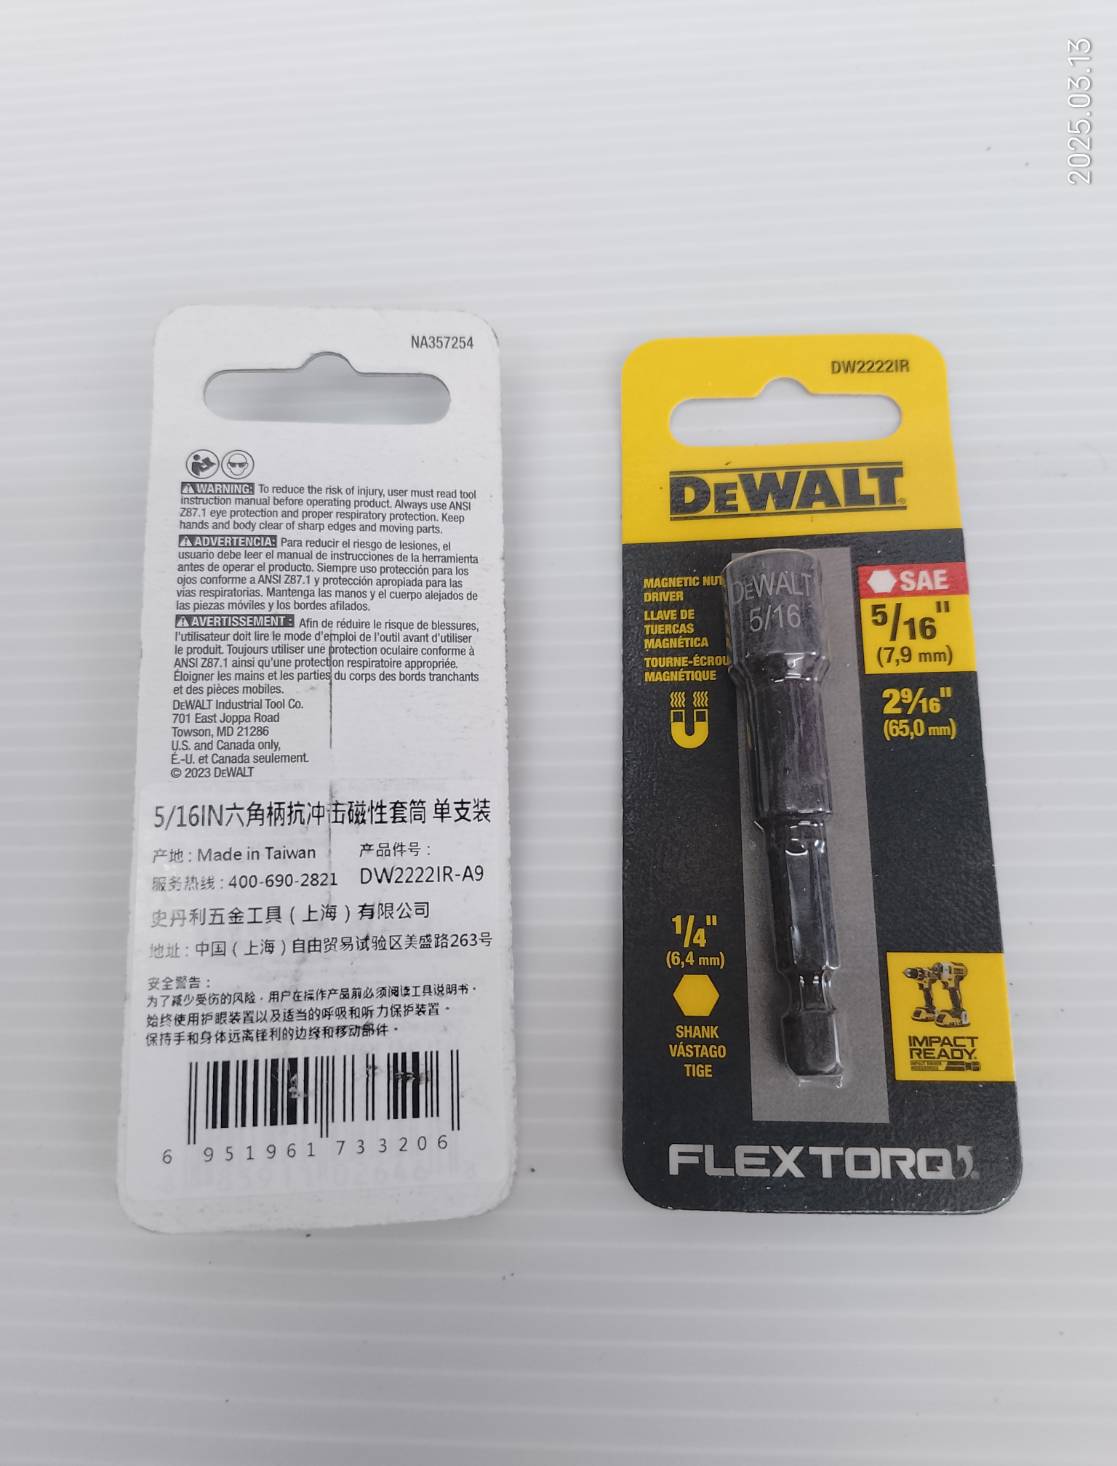 2025.03.13
NA357254
WARNING: To reduce the risk of injury, user must read tool
instruction manual before operating product. Always use ANSI
Z87.1 eye protection and proper respiratory protection. Keep
hands and body clear of sharp edges and moving parts.
ADVERTENCIA: Para reducir el riesgo de lesiones, el
usuario debe leer el manual de instrucciones de la herramienta
antes de operar el producto. Siempre use protección para los
ojos conforme a ANSI Z87.1 y protección apropiada para las
vías respiratorias. Mantenga las manos y el cuerpo alejados de
las piezas móviles y los bordes afilados.
AVERTISSEMENT : Afin de réduire le risque de blessures,
l'utilisateur doit lire le mode d'emploi de l'outil avant d'utiliser
le produit. Toujours utiliser une protection oculaire conforme à
ANSI Z87.1 ainsi qu'une protection respiratoire appropriée.
Éloigner les mains et les parties du corps des bords tranchants
et des pièces mobiles.
DEWALT Industrial Tool Co.
701 East Joppa Road
Towson, MD 21286
U.S. and Canada only,
É.-U. et Canada seulement.
© 2023 DEWALT
5/16IN六角柄抗冲击磁性套筒 单支装
产地 : Made in Taiwan
产品件号 :
服务热线 : 400-690-2821
DW2222IR-A9
史丹利五金工具 ( 上海 ) 有限公司
地址 : 中国 ( 上海 ) 自由贸易试验区美盛路263号
安全警告 :
为了减少受伤的风险，用户在操作产品前必须阅读工具说明书。
始终使用护眼装置以及适当的呼吸和听力保护装置。
保持手和身体远离锋利的边缘和移动部件。
6 951961 733206
DW2222IR
DEWALT®
MAGNETIC NUT
DRIVER
LLAVE DE
TUERCAS
MAGNÉTICA
TOURNE-ÉCROU
MAGNÉTIQUE
DEWALT
5/16
SAE
5/16"
(7,9 mm)
2 9/16"
(65,0 mm)
1/4"
(6,4 mm)
SHANK
VÁSTAGO
TIGE
IMPACT
READY
FLEXTORQ